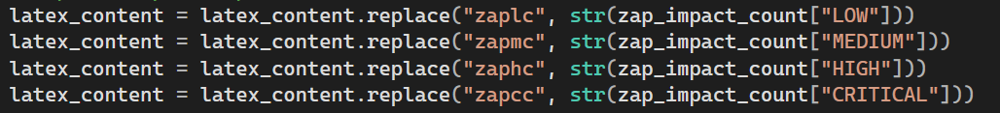 latex_content = latex_content.replace("zaplc", str(zap_impact_count["LOW"]))
latex_content = latex_content.replace("zapmc", str(zap_impact_count["MEDIUM"]))
latex_content = latex_content.replace("zaphc", str(zap_impact_count["HIGH"]))
latex_content = latex_content.replace("zapcc", str(zap_impact_count["CRITICAL"]))